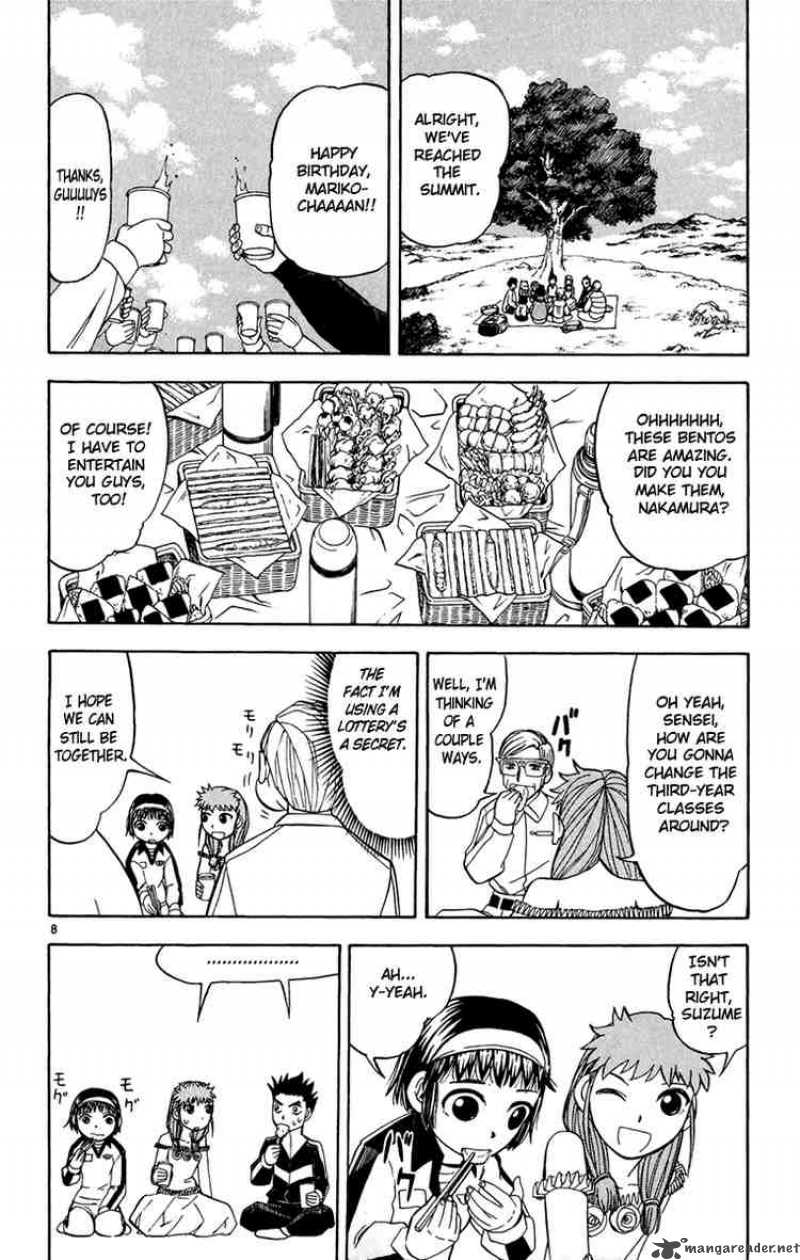 ALRIGHT,
WE'VE
REACHED
THE
SUMMIT.
HAPPY
BIRTHDAY,
MARIKO-
CHAAAAN!!
THANKS,
GUUUUYS
!!
OHHHHHHH,
THESE BENTOS
ARE AMAZING.
DID YOU YOU
MAKE THEM,
NAKAMURA?
OF COURSE!
I HAVE TO
ENTERTAIN
YOU GUYS,
TOO!
OH YEAH,
SENSEI,
HOW ARE
YOU GONNA
CHANGE THE
THIRD-YEAR
CLASSES
AROUND?
WELL, I'M
THINKING
OF A
COUPLE
WAYS.
バク
THE
FACT I'M
USING A
LOTTERY'S
A SECRET.
モリ
モリ
I HOPE
WE CAN
STILL BE
TOGETHER.
8
ISN'T
THAT
RIGHT,
SUZUME
?
AH...
Y-YEAH.
モグ
..................
モグ
モグ
mangareader.net